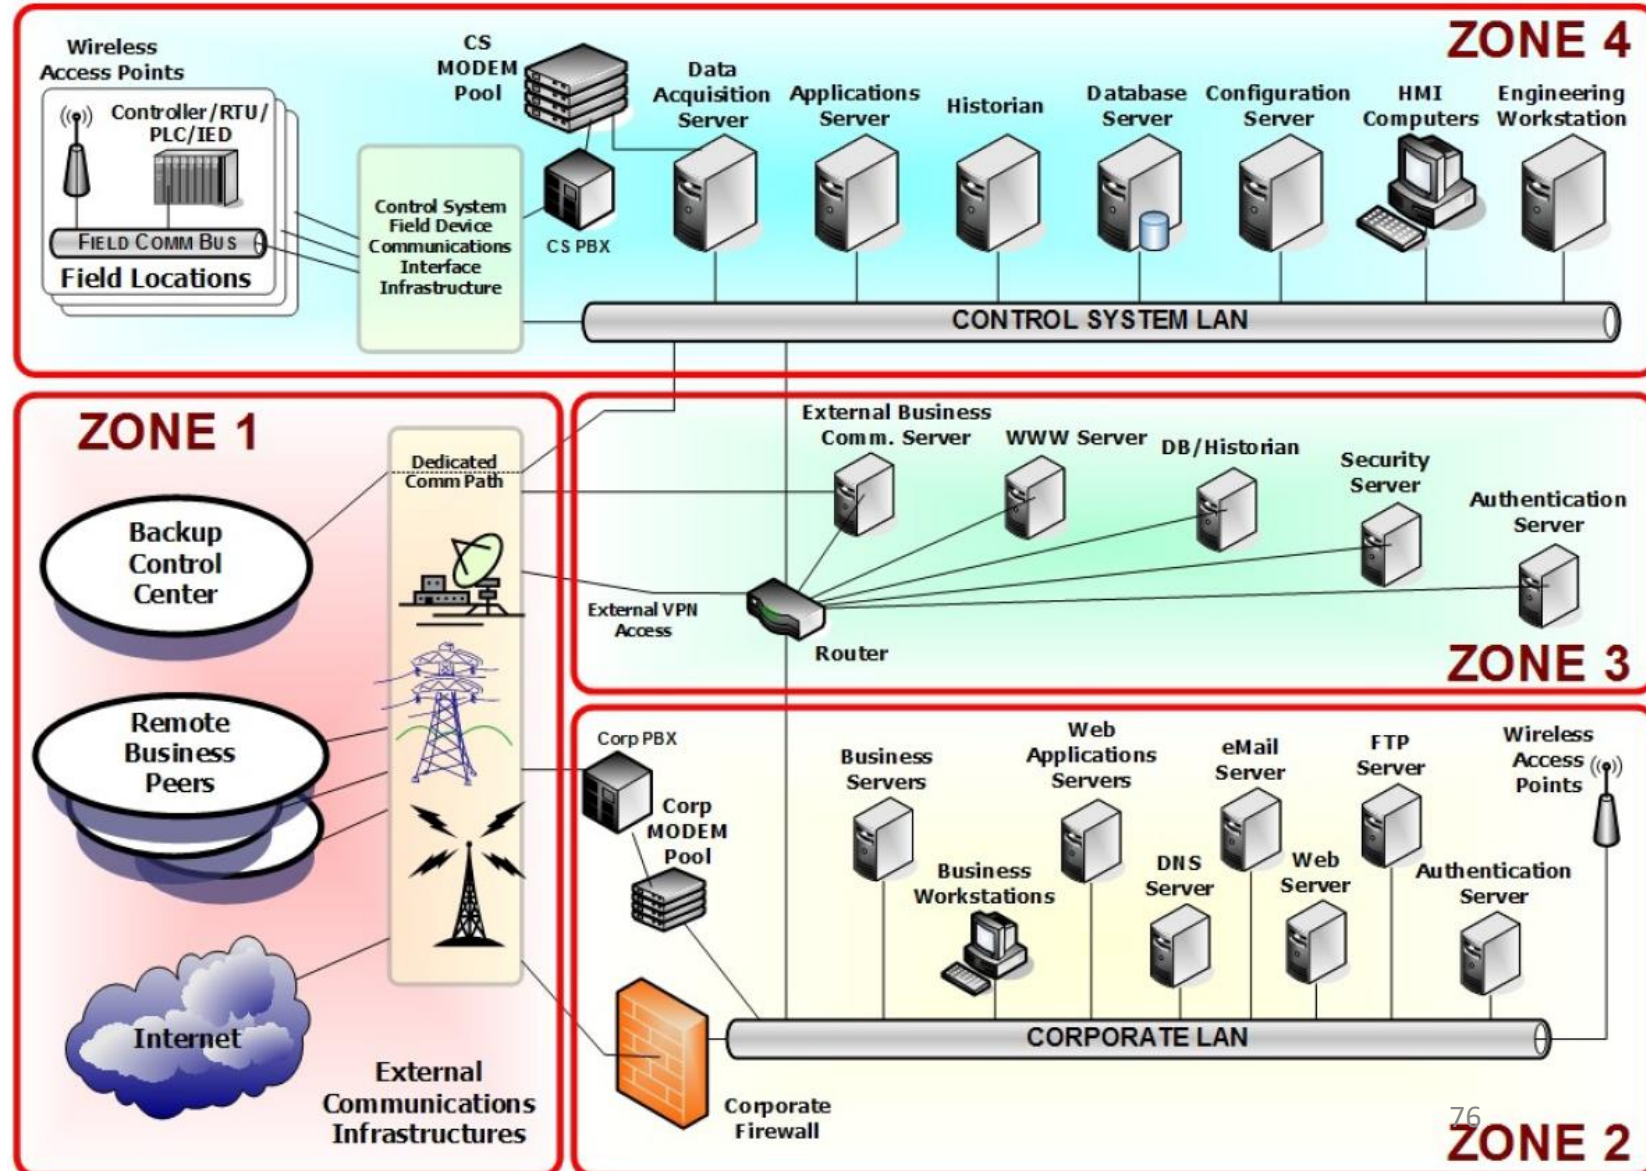 ZONE 4
Wireless
Access Points
Controller/RTU/
PLC/IED
FIELD COMM BUS
Field Locations
Control System
Field Device
Communications
Interface
Infrastructure
CS
MODEM
Pool
CS PBX
Data
Acquisition
Server
Applications
Server
Historian
Database
Server
Configuration
Server
HMI
Computers
Engineering
Workstation
CONTROL SYSTEM LAN
ZONE 1
Dedicated
Comm Path
Backup
Control
Center
Remote
Business
Peers
Internet
External
Communications
Infrastructures
External Business
Comm. Server
WWW Server
DB/Historian
Security
Server
Authentication
Server
External VPN
Access
Router
ZONE 3
Corp PBX
Corp
MODEM
Pool
Business
Servers
Business
Workstations
Web
Applications
Servers
DNS
Server
eMail
Server
Web
Server
FTP
Server
Authentication
Server
Wireless
Access
Points
CORPORATE LAN
Corporate
Firewall
76
ZONE 2